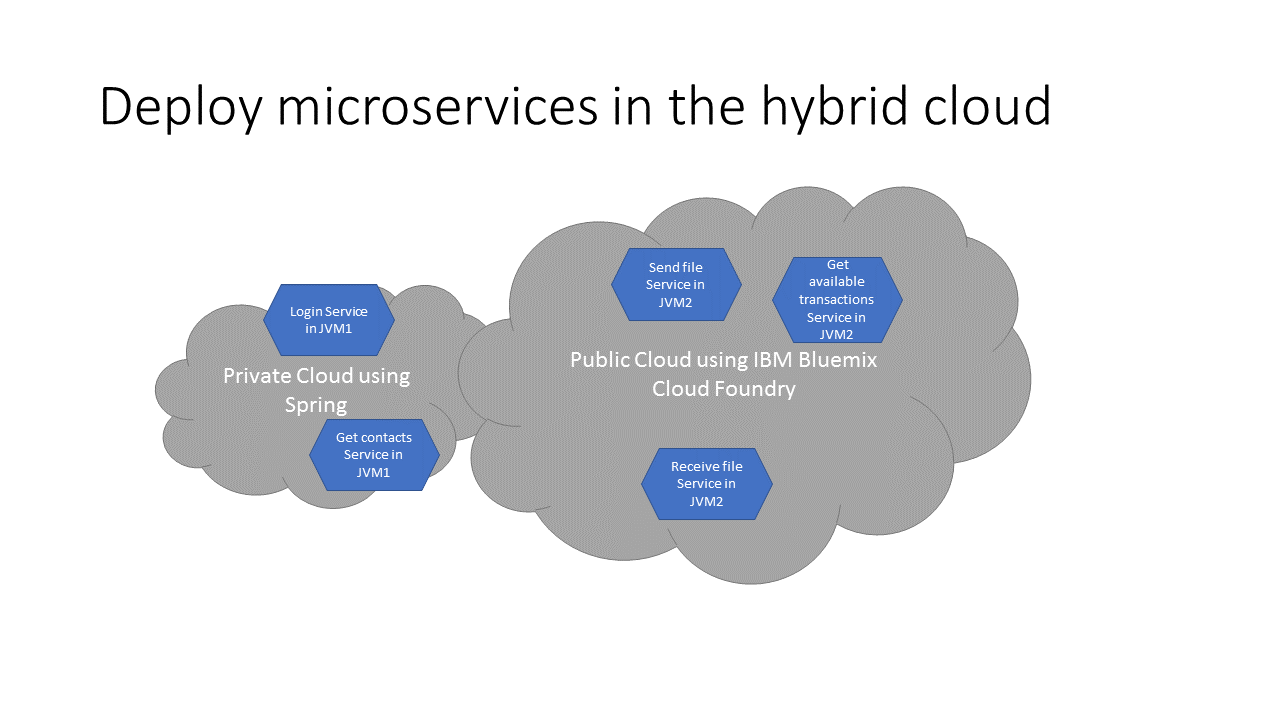 Deploy microservices in the hybrid cloud
Send file
Service in
JVM2
Get
available
transactions
Service in
JVM2
Login Service
in JVM1
Public Cloud using IBM Bluemix
Cloud Foundry
Private Cloud using
Spring
Get contacts
Service in
JVM1
Receive file
Service in
JVM2